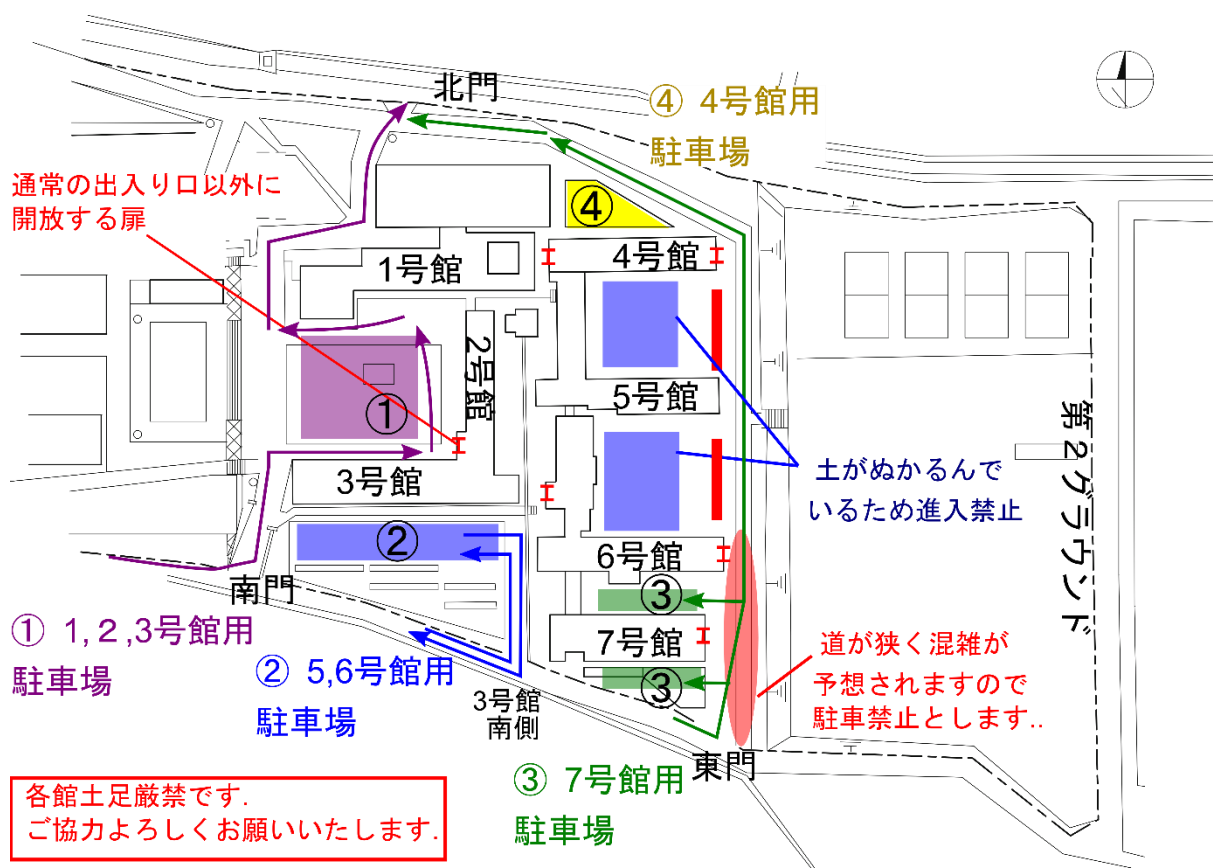 北門
④ 4号館用
駐車場
通常の出入り口以外に
開放する扉
④
1号館
4号館
2号館
5号館
①
3号館
第2グラウンド
土がぬかるんで
いるため進入禁止
②
6号館
南門
③
7号館
③
① 1,2,3号館用
駐車場
② 5,6号館用
駐車場
3号館
南側
道が狭く混雑が
予想されますので
駐車禁止とします..
東門
③ 7号館用
駐車場
各館土足厳禁です.
ご協力よろしくお願いいたします.